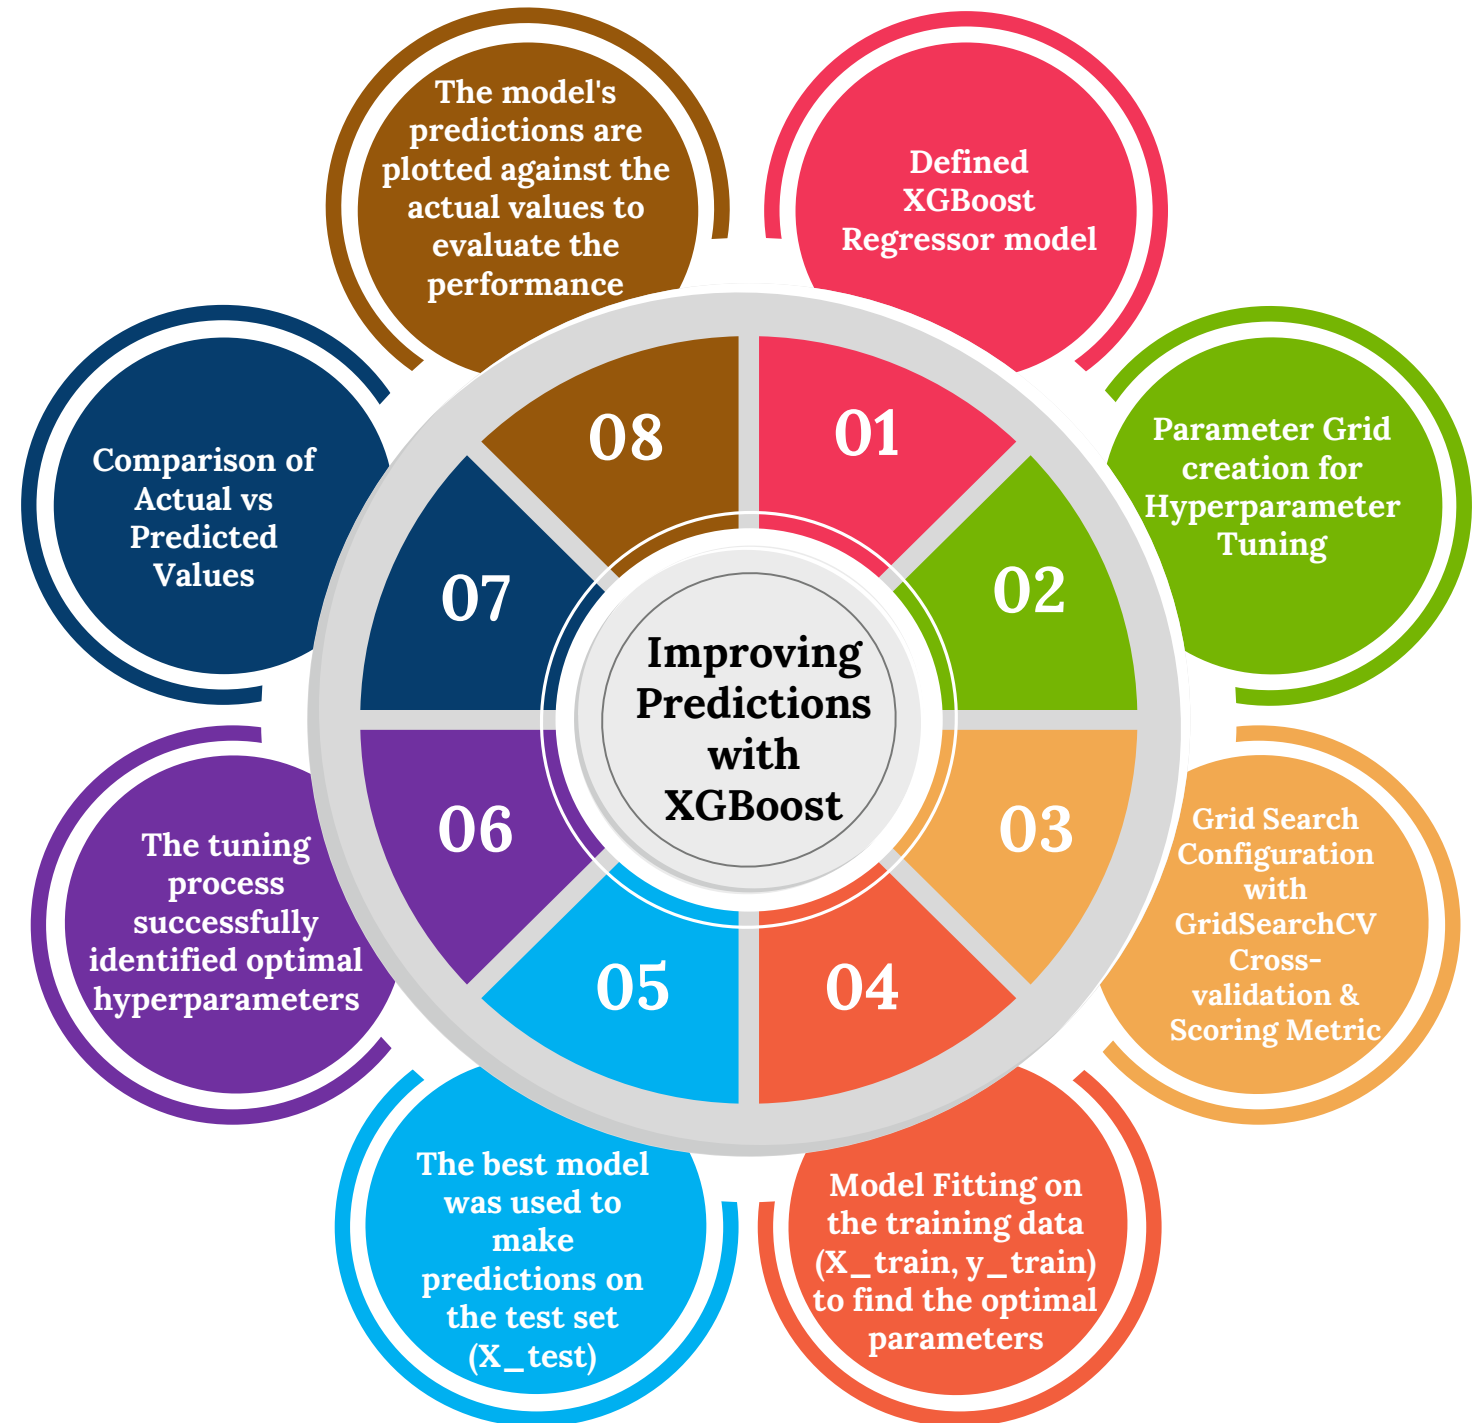 Improving
Predictions
with
XGBoost
01
Defined
XGBoost
Regressor model
02
Parameter Grid
creation for
Hyperparameter
Tuning
03
Grid Search
Configuration
with
GridSearchCV
Cross-
validation &
Scoring Metric
04
Model Fitting on
the training data
(X_train, y_train)
to find the optimal
parameters
05
The best model
was used to
make
predictions on
the test set
(X_test)
06
The tuning
process
successfully
identified optimal
hyperparameters
07
Comparison of
Actual vs
Predicted
Values
08
The model's
predictions are
plotted against the
actual values to
evaluate the
performance